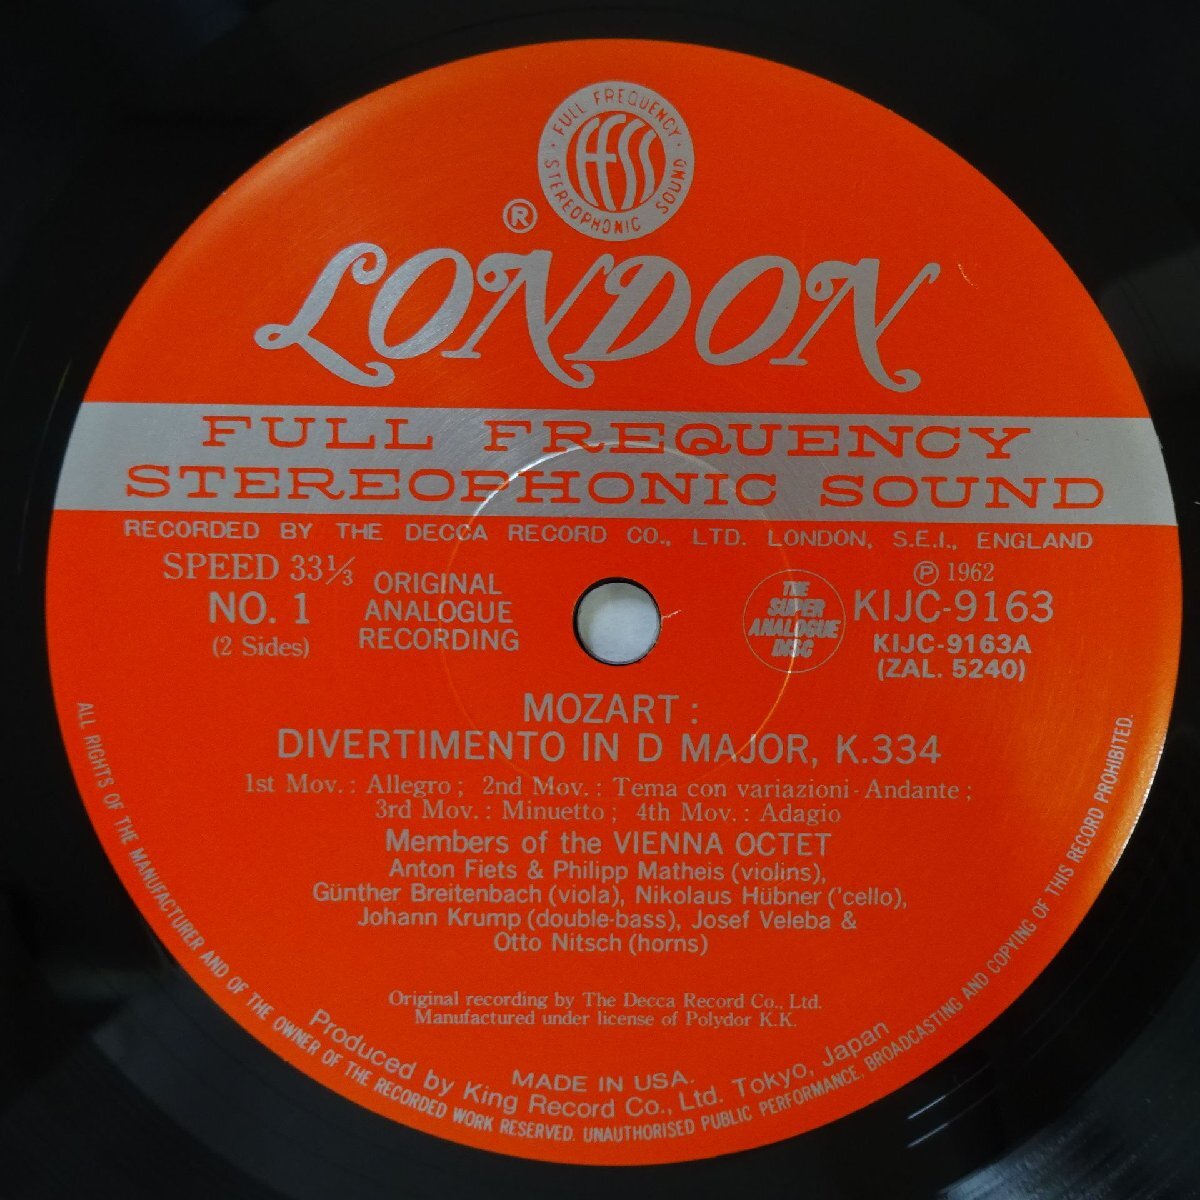 FULL FREQUENCY
STEREOPHONIC SOUND
ffss
®
LONDON
FULL FREQUENCY
STEREOPHONIC SOUND
RECORDED BY THE DECCA RECORD CO., LTD. LONDON, S.E.I., ENGLAND
SPEED 33⅓
NO. 1
(2 Sides)
ORIGINAL
ANALOGUE
RECORDING
THE
SUPER
ANALOGUE
DISC
℗ 1962
KIJC-9163
KIJC-9163A
(ZAL. 5240)
MOZART:
DIVERTIMENTO IN D MAJOR, K.334
1st Mov.: Allegro; 2nd Mov.: Tema con variazioni-Andante;
3rd Mov.: Minuetto; 4th Mov.: Adagio
Members of the VIENNA OCTET
Anton Fiets & Philipp Matheis (violins),
Günther Breitenbach (viola), Nikolaus Hübner ('cello),
Johann Krump (double-bass), Josef Veleba &
Otto Nitsch (horns)
Original recording by The Decca Record Co., Ltd.
Manufactured under license of Polydor K.K.
MADE IN USA.
Produced by King Record Co., Ltd. Tokyo, Japan
ALL RIGHTS OF THE MANUFACTURER AND OF THE OWNER OF THE RECORDED WORK RESERVED. UNAUTHORISED PUBLIC PERFORMANCE, BROADCASTING AND COPYING OF THIS RECORD PROHIBITED.